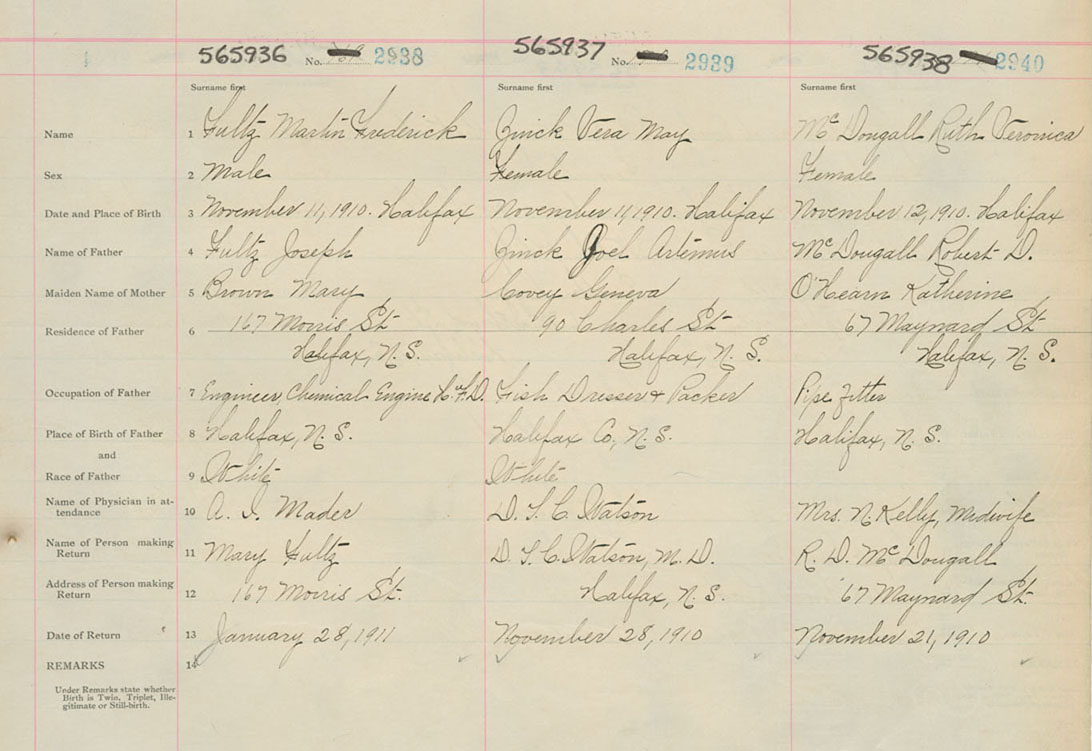 565936 No. 2938 565937 No. 2939 565938 2940
Surname first Surname first Surname first
Name 1 Fultz Martin Frederick Zinck Vera May McDougall Ruth Veronica
Sex 2 Male Female Female
Date and Place of Birth 3 November 11, 1910. Halifax November 11, 1910. Halifax November 12, 1910. Halifax
Name of Father 4 Fultz Joseph Zinck Joel Artemus McDougall Robert D.
Maiden Name of Mother 5 Brown Mary Covey Geneva O'Hearn Katherine
Residence of Father 6 167 Morris St 90 Charles St 67 Maynard St
Halifax, N.S. Halifax, N.S. Halifax, N.S.
Occupation of Father 7 Engineer, Chemical Engine H.F.D. Fish Dresser & Packer Pipe fitter
Place of Birth of Father 8 Halifax, N.S. Halifax Co, N.S. Halifax, N.S.
and
Race of Father 9 White White
Name of Physician in at-
tendance 10 A. I. Mader D. T. C. Watson Mrs. N. Kelly, Midwife
Name of Person making
Return 11 Mary Fultz D. T. C. Watson, M.D. R. D. McDougall
Address of Person making
Return 12 167 Morris St. Halifax, N.S. 67 Maynard St.
Date of Return 13 January 28, 1911 November 28, 1910 November 21, 1910
REMARKS 14
Under Remarks state whether
Birth is Twin, Triplet, Ille-
gitimate or Still-birth.